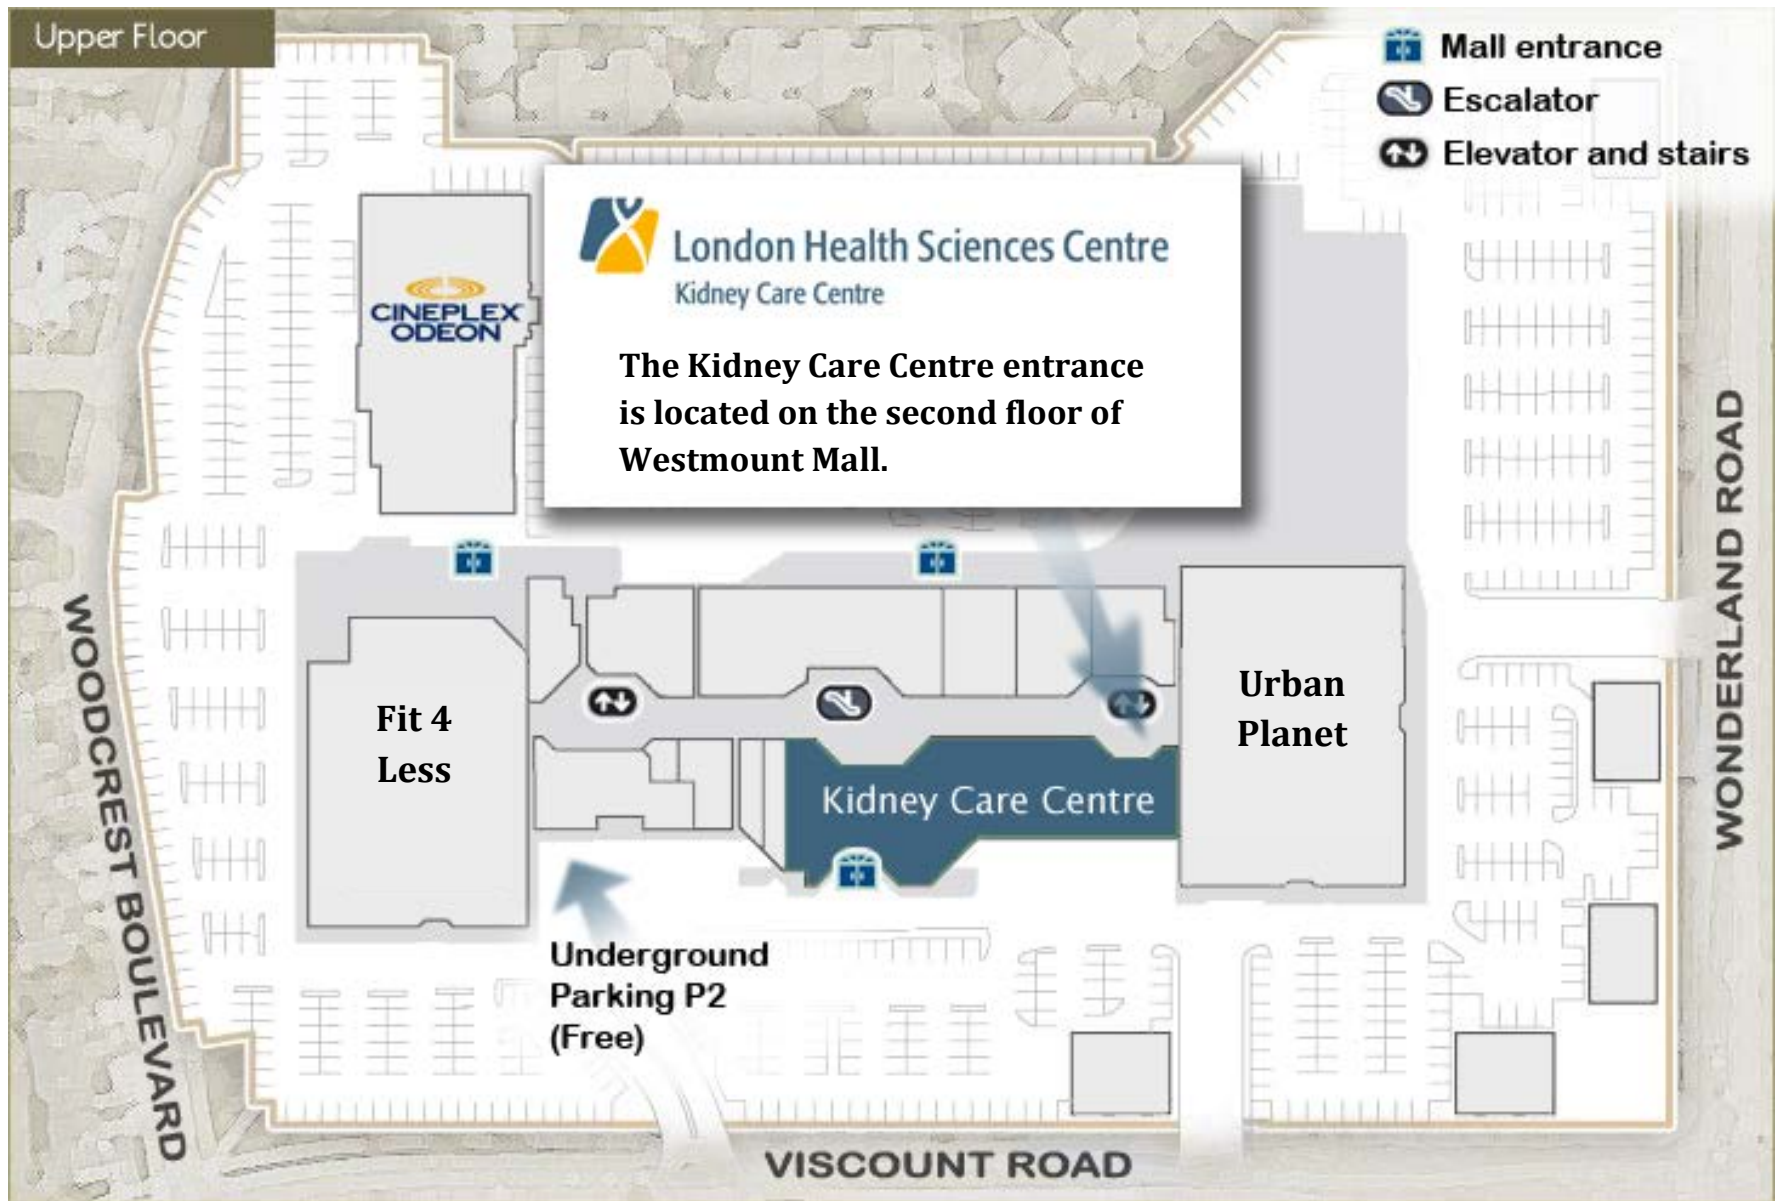 Upper Floor
Mall entrance
Escalator
Elevator and stairs
London Health Sciences Centre
Kidney Care Centre
The Kidney Care Centre entrance
is located on the second floor of
Westmount Mall.
CINEPLEX
ODEON
Fit 4
Less
Urban
Planet
Kidney Care Centre
Underground
Parking P2
(Free)
WOODCREST BOULEVARD
WONDERLAND ROAD
VISCOUNT ROAD